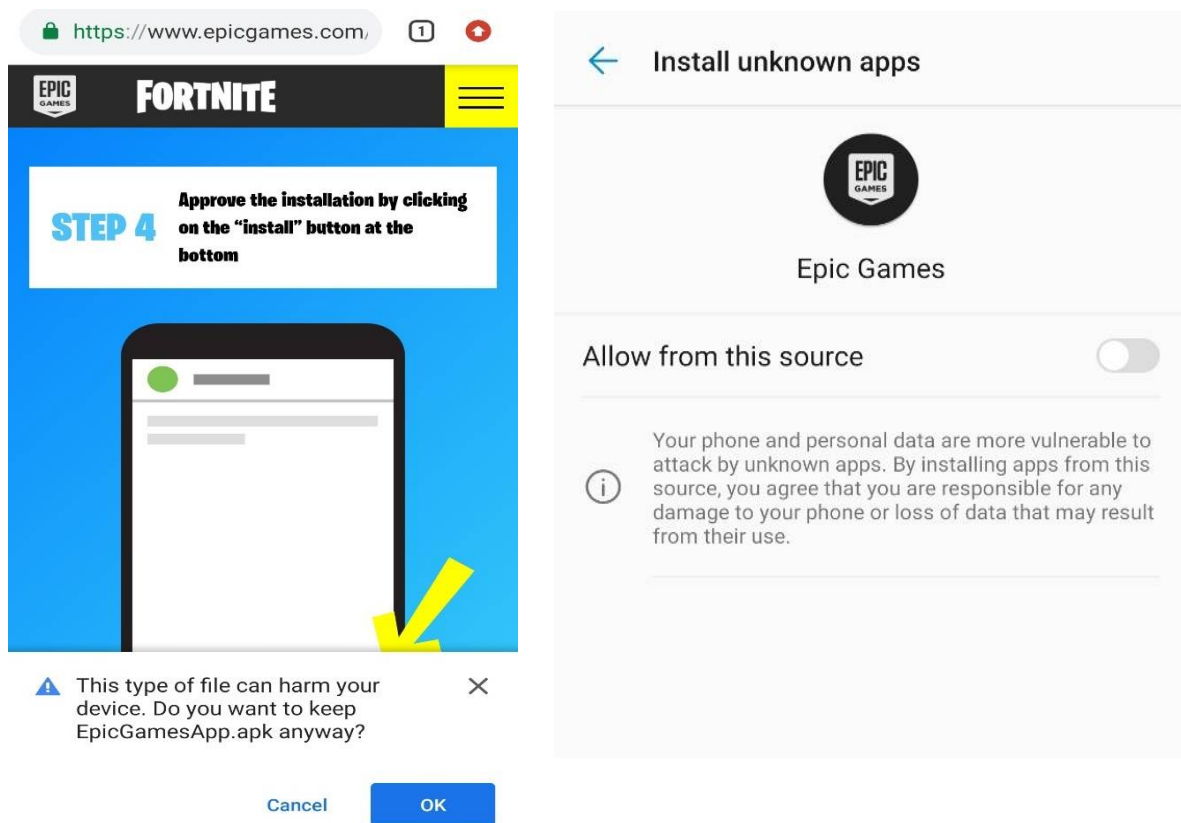 https://www.epicgames.com/
1
EPIC
GAMES
FORTNITE
STEP 4
Approve the installation by clicking
on the “install” button at the
bottom
This type of file can harm your
device. Do you want to keep
EpicGamesApp.apk anyway?
Cancel
OK
Install unknown apps
EPIC
GAMES
Epic Games
Allow from this source
Your phone and personal data are more vulnerable to
attack by unknown apps. By installing apps from this
source, you agree that you are responsible for any
damage to your phone or loss of data that may result
from their use.